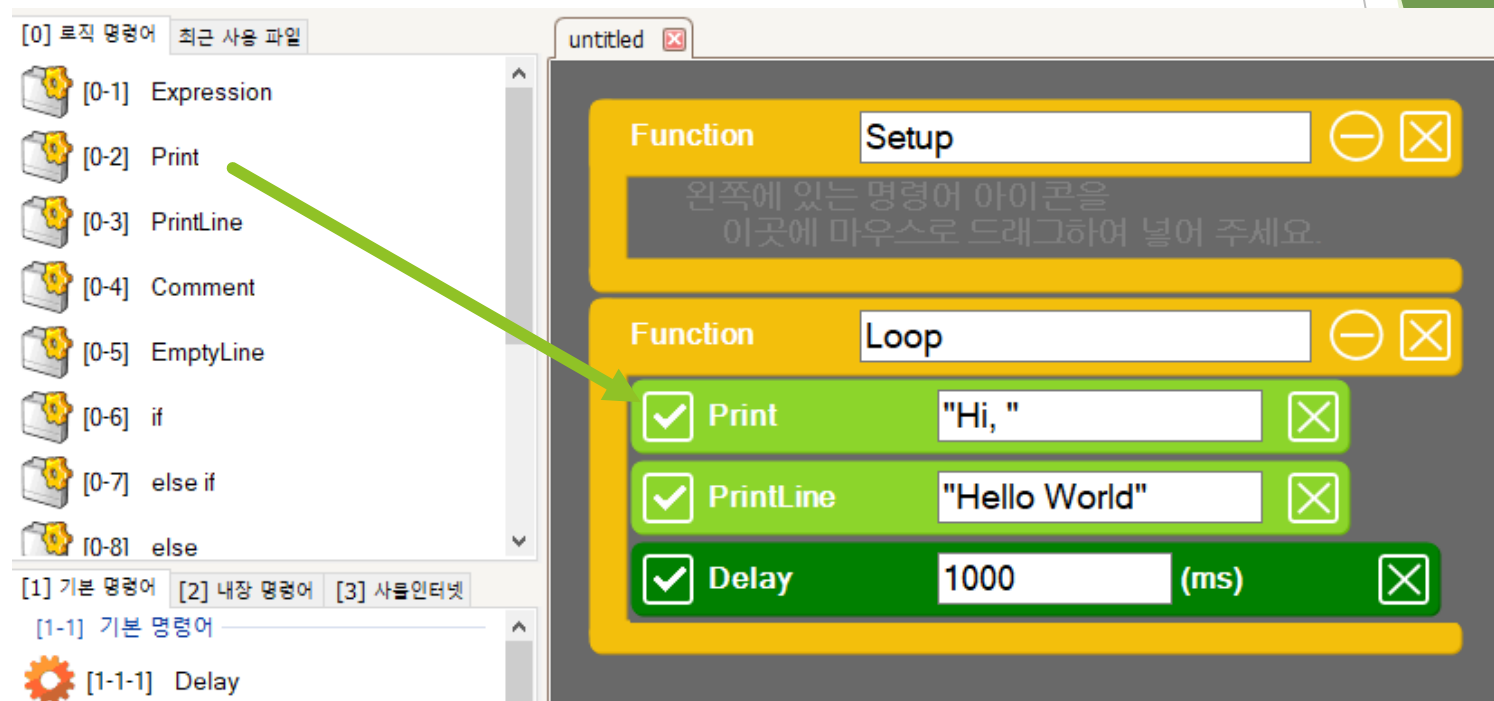 [0] 로직 명령어
최근 사용 파일
[0-1] Expression
[0-2] Print
[0-3] PrintLine
[0-4] Comment
[0-5] EmptyLine
[0-6] if
[0-7] else if
[0-8] else
[1] 기본 명령어
[2] 내장 명령어
[3] 사물인터넷
[1-1] 기본 명령어
[1-1-1] Delay
untitled
Function Setup
왼쪽에 있는 명령어 아이콘을
이곳에 마우스로 드래그하여 넣어 주세요.
Function Loop
Print "Hi, "
PrintLine "Hello World"
Delay 1000 (ms)